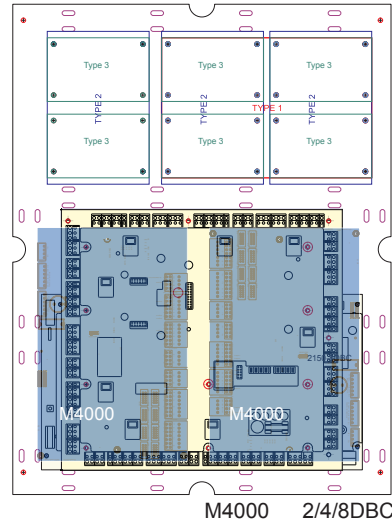 Type 3 Type 3 Type 3
TYPE 2 TYPE 2 TYPE 2
TYPE 1
Type 3 Type 3 Type 3
M4000 M4000
M4000 2/4/8DBC